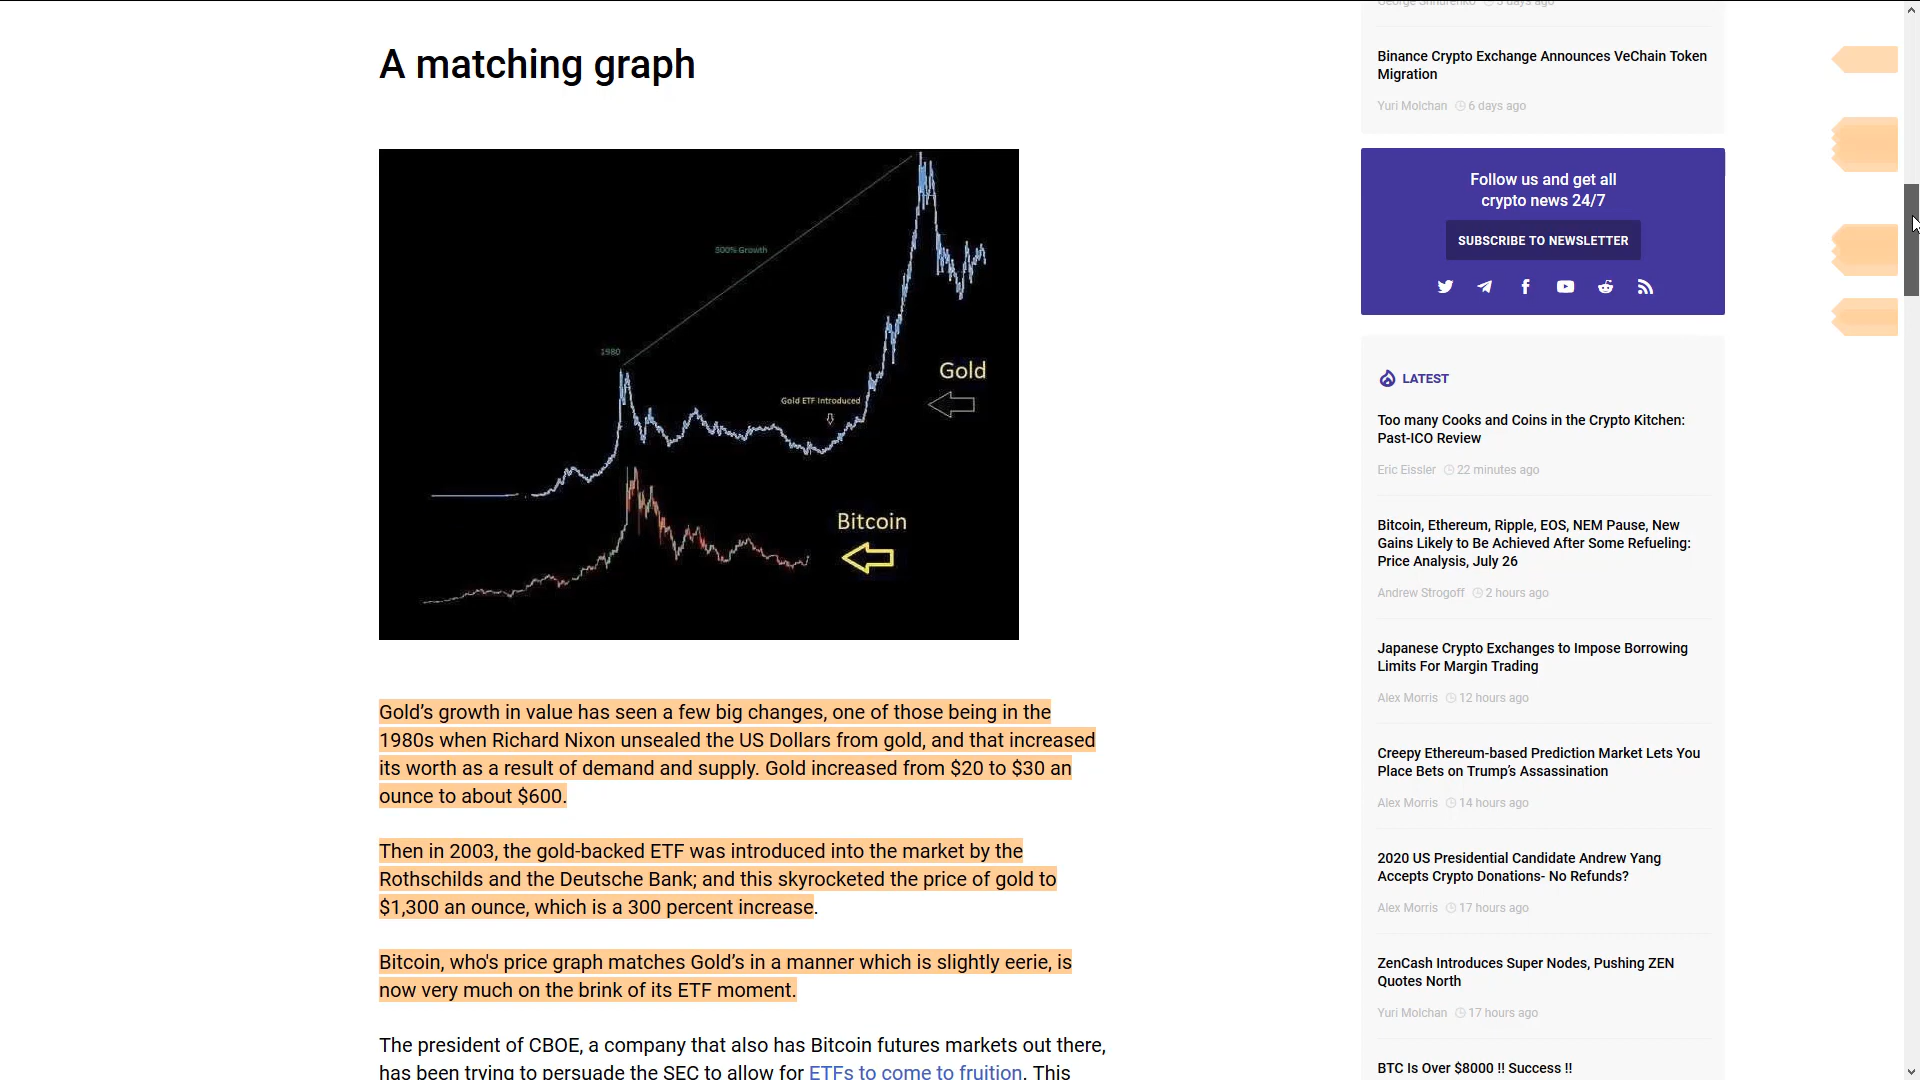 A matching graph
300% Growth
1980
Gold
Gold ETF Introduced
Bitcoin
Gold’s growth in value has seen a few big changes, one of those being in the
1980s when Richard Nixon unsealed the US Dollars from gold, and that increased
its worth as a result of demand and supply. Gold increased from $20 to $30 an
ounce to about $600.
Then in 2003, the gold-backed ETF was introduced into the market by the
Rothschilds and the Deutsche Bank; and this skyrocketed the price of gold to
$1,300 an ounce, which is a 300 percent increase.
Bitcoin, who's price graph matches Gold’s in a manner which is slightly eerie, is
now very much on the brink of its ETF moment.
The president of CBOE, a company that also has Bitcoin futures markets out there,
has been trying to persuade the SEC to allow for ETFs to come to fruition. This
Binance Crypto Exchange Announces VeChain Token
Migration
Yuri Molchan 6 days ago
Follow us and get all
crypto news 24/7
SUBSCRIBE TO NEWSLETTER
LATEST
Too many Cooks and Coins in the Crypto Kitchen:
Past-ICO Review
Eric Eissler 22 minutes ago
Bitcoin, Ethereum, Ripple, EOS, NEM Pause, New
Gains Likely to Be Achieved After Some Refueling:
Price Analysis, July 26
Andrew Strogoff 2 hours ago
Japanese Crypto Exchanges to Impose Borrowing
Limits For Margin Trading
Alex Morris 12 hours ago
Creepy Ethereum-based Prediction Market Lets You
Place Bets on Trump’s Assassination
Alex Morris 14 hours ago
2020 US Presidential Candidate Andrew Yang
Accepts Crypto Donations- No Refunds?
Alex Morris 17 hours ago
ZenCash Introduces Super Nodes, Pushing ZEN
Quotes North
Yuri Molchan 17 hours ago
BTC Is Over $8000 !! Success !!